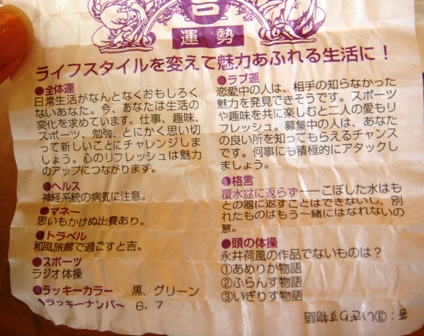 吉
運勢
ライフスタイルを変えて魅力あふれる生活に！
●全体運
日常生活がなんとなくおもしろく
ないあなた。今、あなたは生活の
変化を求めています。仕事、趣味、
スポーツ、勉強、とにかく思い切
って新しいことにチャレンジしま
しょう。心のリフレッシュは魅力
のアップにつながります。
●ヘルス
神経系統の病気に注意。
●マネー
思いもかけぬ出費あり。
●トラベル
和風旅館で過ごすと吉。
●スポーツ
ラジオ体操
●ラッキーカラー 黒、グリーン
●ラッキーナンバー 6、7
●ラブ運
恋愛中の人は、相手の知らなかった
魅力を発見できそうです。スポーツ
や趣味を共に楽しむと二人の愛もリ
フレッシュ。募集中の人は、あなた
の良い所を知ってもらえるチャンス
です。何事にも積極的にアタックし
ましょう。
●格言
覆水盆に返らず――こぼした水はも
との器に返すことはできないし、別
れたものはもう一緒にはなれないの
意。
●頭の体操
永井荷風の作品でないものは？
①あめりか物語
②ふらんす物語
③いぎりす物語
答：③いぎりす物語